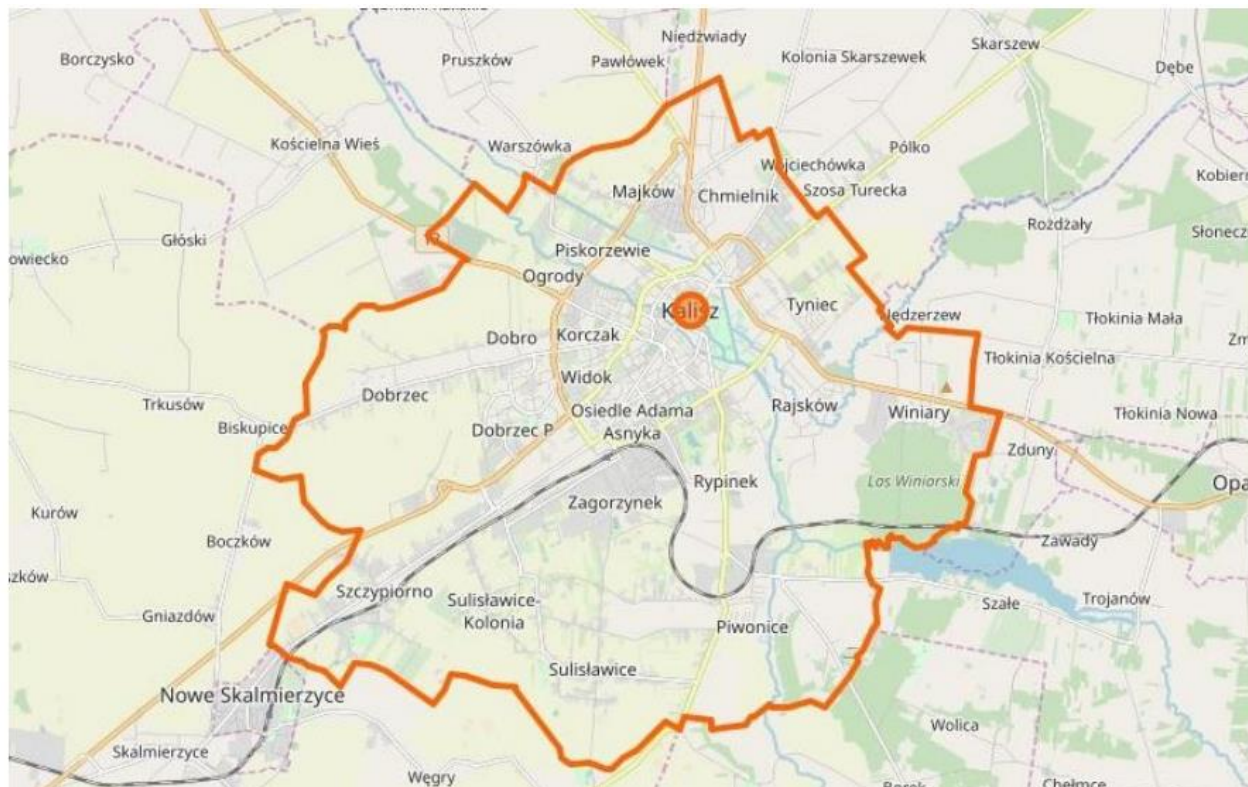 Niedźwiady
Skarszew
Borczysko
Pruszków
Pawłówek
Kolonia Skarszewek
Dębe
Kościelna Wieś
Warszówka
Pólko
Wojciechówka
Majków
Chmielnik
Szosa Turecka
Rożdżały
Głóski
Piskorzewie
12
Ogrody
Tyniec
Kalisz
Tłokinia Mała
Dobro
Korczak
Tłokinia Kościelna
Widok
Dobrzec
Trkusów
Rajsków
Winiary
Tłokinia Nowa
Osiedle Adama
Asnyka
Biskupice
Dobrzec P
Zduny
Rypinek
Las Winiarski
Zagorzynek
Kurów
Boczków
Zawady
Szczypiorno
Sulisławice-
Kolonia
Szałe
Trojanów
Gniazdów
Piwonice
Sulisławice
Nowe Skalmierzyce
Wolica
Skalmierzyce
Węgry